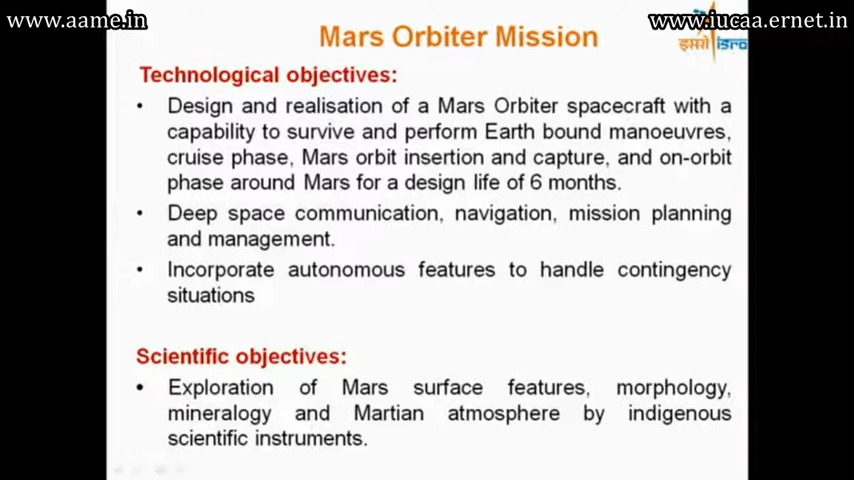 www.aame.in
www.iucaa.ernet.in
Mars Orbiter Mission
इसरो isro
Technological objectives:
• Design and realisation of a Mars Orbiter spacecraft with a
capability to survive and perform Earth bound manoeuvres,
cruise phase, Mars orbit insertion and capture, and on-orbit
phase around Mars for a design life of 6 months.
• Deep space communication, navigation, mission planning
and management.
• Incorporate autonomous features to handle contingency
situations
Scientific objectives:
• Exploration of Mars surface features, morphology,
mineralogy and Martian atmosphere by indigenous
scientific instruments.